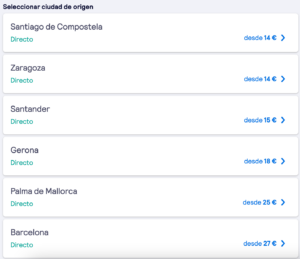 Seleccionar ciudad de origen
Santiago de Compostela
Directo
desde 14 €
Zaragoza
Directo
desde 14 €
Santander
Directo
desde 15 €
Gerona
Directo
desde 18 €
Palma de Mallorca
Directo
desde 25 €
Barcelona
Directo
desde 27 €